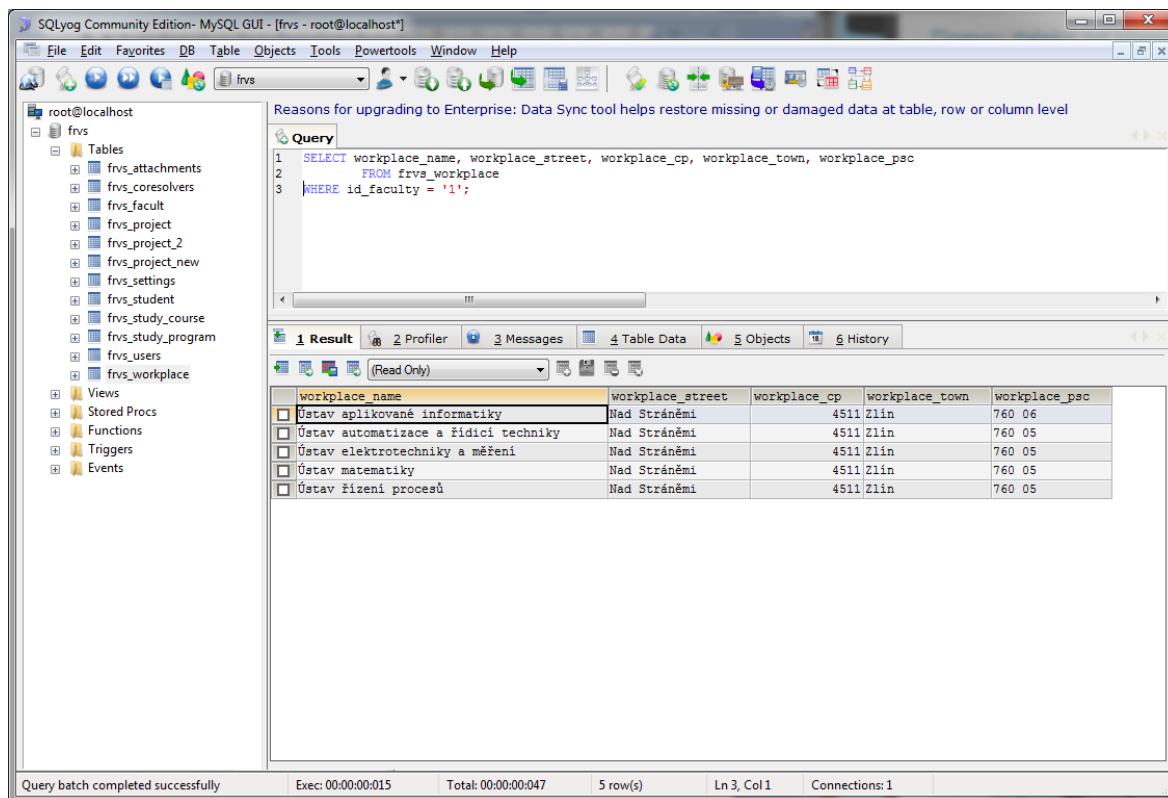 SQLyog Community Edition- MySQL GUI - [frvs - root@localhost*]
File Edit Favorites DB Table Objects Tools Powertools Window Help
frvs
root@localhost
frvs
Tables
frvs_attachments
frvs_coresolvers
frvs_facult
frvs_project
frvs_project_2
frvs_project_new
frvs_settings
frvs_student
frvs_study_course
frvs_study_program
frvs_users
frvs_workplace
Views
Stored Procs
Functions
Triggers
Events
Reasons for upgrading to Enterprise: Data Sync tool helps restore missing or damaged data at table, row or column level
Query
1 SELECT workplace_name, workplace_street, workplace_cp, workplace_town, workplace_psc
2 FROM frvs_workplace
3 WHERE id_faculty = '1';
1 Result 2 Profiler 3 Messages 4 Table Data 5 Objects 6 History
(Read Only)
workplace_name workplace_street workplace_cp workplace_town workplace_psc
Ústav aplikované informatiky Nad Stráněmi 4511 Zlín 760 06
Ústav automatizace a řídicí techniky Nad Stráněmi 4511 Zlín 760 05
Ústav elektrotechniky a měření Nad Stráněmi 4511 Zlín 760 05
Ústav matematiky Nad Stráněmi 4511 Zlín 760 05
Ústav řízení procesů Nad Stráněmi 4511 Zlín 760 05
Query batch completed successfully Exec: 00:00:00:015 Total: 00:00:00:047 5 row(s) Ln 3, Col 1 Connections: 1